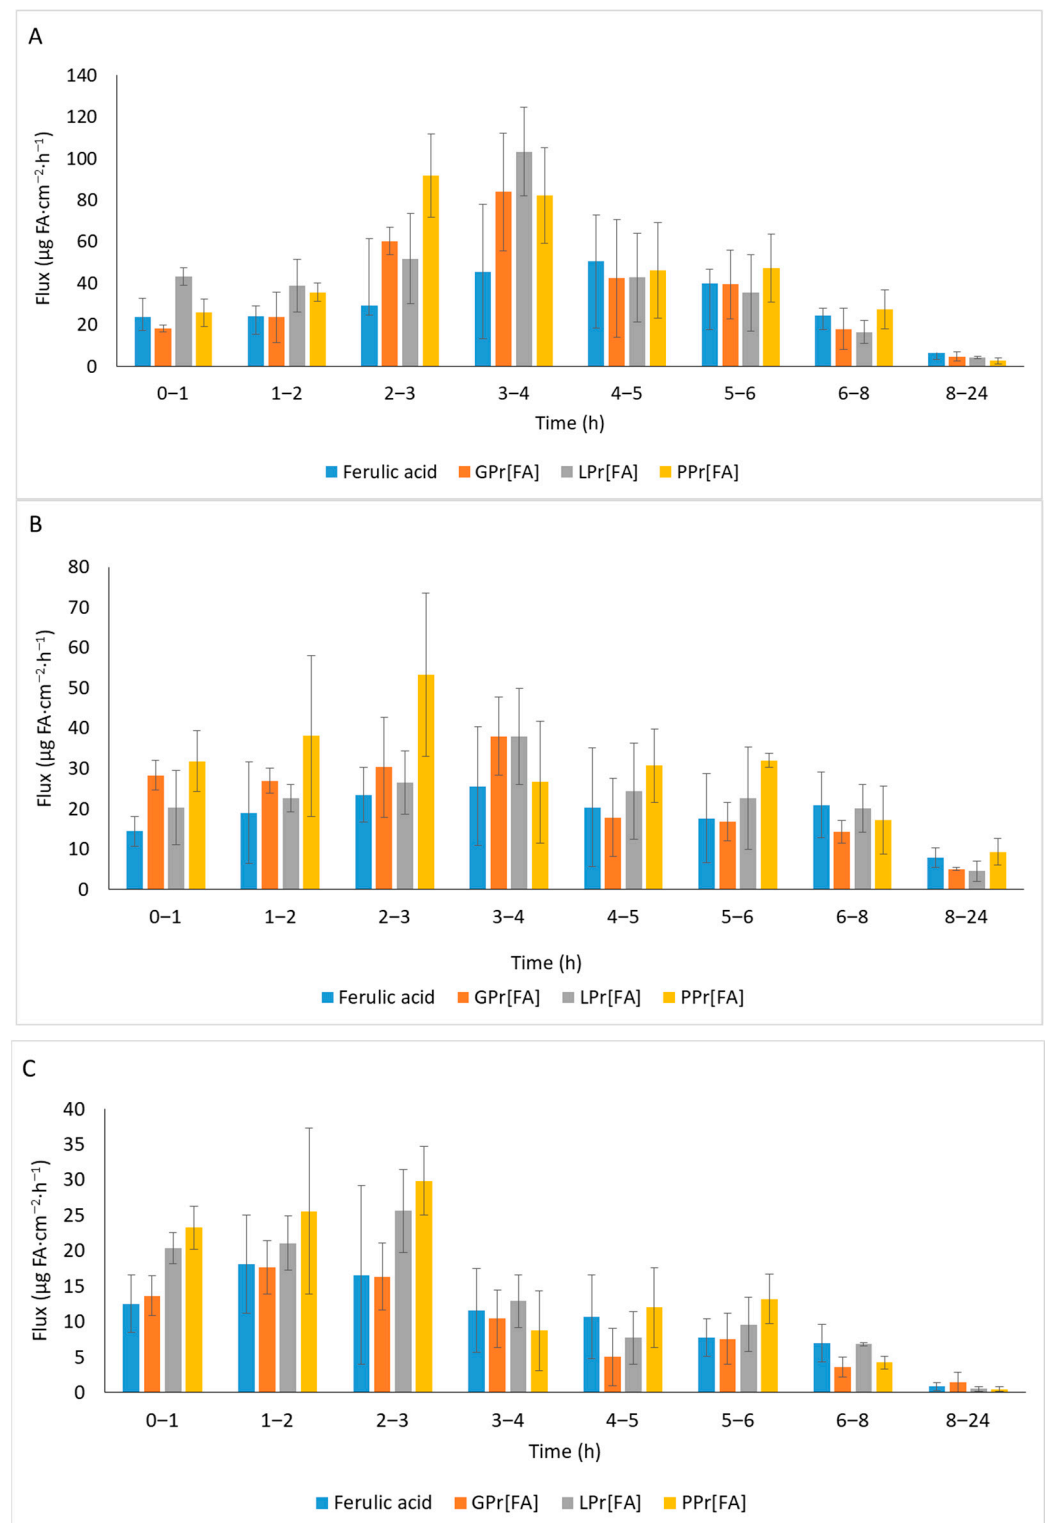 A
Flux (µg FA·cm⁻²·h⁻¹)
140
120
100
80
60
40
20
0
0–1 1–2 2–3 3–4 4–5 5–6 6–8 8–24
Time (h)
Ferulic acid GPr[FA] LPr[FA] PPr[FA]
B
Flux (µg FA·cm⁻²·h⁻¹)
80
70
60
50
40
30
20
10
0
0–1 1–2 2–3 3–4 4–5 5–6 6–8 8–24
Time (h)
Ferulic acid GPr[FA] LPr[FA] PPr[FA]
C
Flux (µg FA·cm⁻²·h⁻¹)
40
35
30
25
20
15
10
5
0
0–1 1–2 2–3 3–4 4–5 5–6 6–8 8–24
Time (h)
Ferulic acid GPr[FA] LPr[FA] PPr[FA]